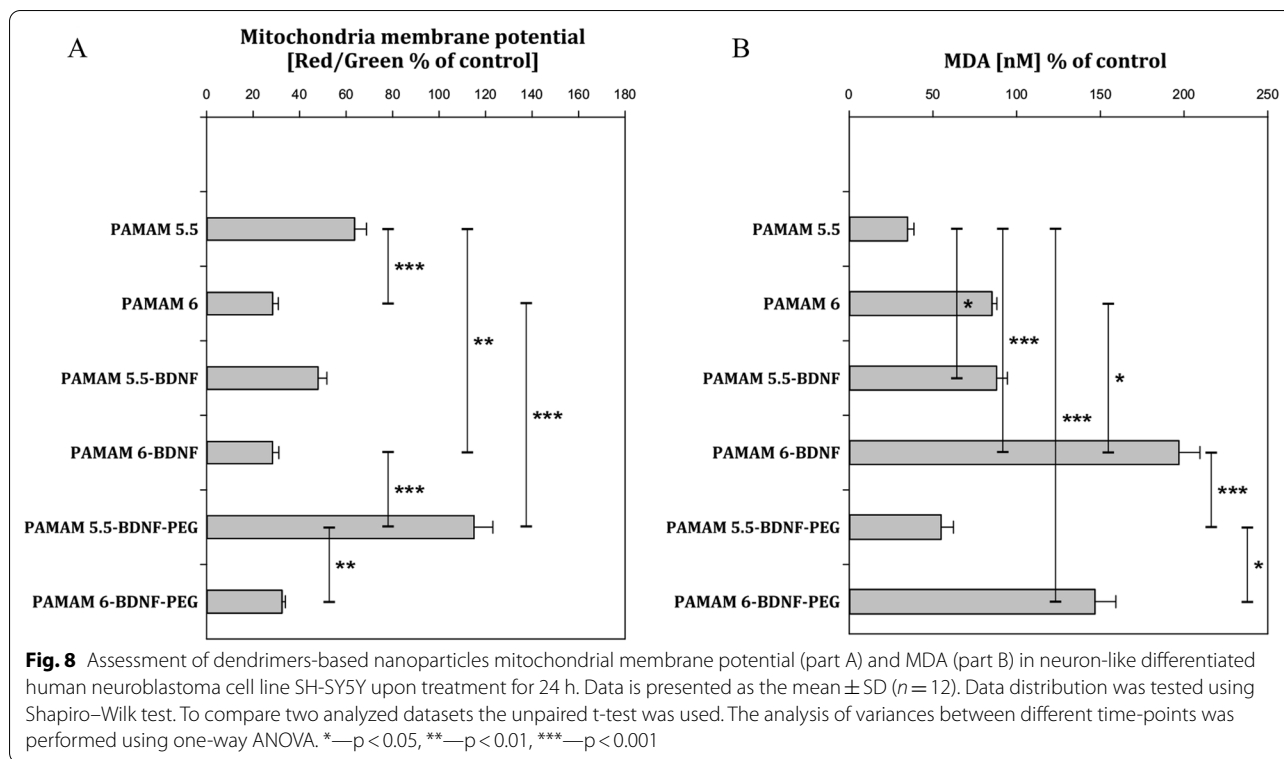 A
Mitochondria membrane potential
[Red/Green % of control]
0 20 40 60 80 100 120 140 160 180
PAMAM 5.5
PAMAM 6
PAMAM 5.5-BDNF
PAMAM 6-BDNF
PAMAM 5.5-BDNF-PEG
PAMAM 6-BDNF-PEG
***
**
***
***
**
B
MDA [nM] % of control
0 50 100 150 200 250
PAMAM 5.5
PAMAM 6
PAMAM 5.5-BDNF
PAMAM 6-BDNF
PAMAM 5.5-BDNF-PEG
PAMAM 6-BDNF-PEG
*
***
*
***
***
*
Fig. 8 Assessment of dendrimers-based nanoparticles mitochondrial membrane potential (part A) and MDA (part B) in neuron-like differentiated
human neuroblastoma cell line SH-SY5Y upon treatment for 24 h. Data is presented as the mean ± SD (n = 12). Data distribution was tested using
Shapiro–Wilk test. To compare two analyzed datasets the unpaired t-test was used. The analysis of variances between different time-points was
performed using one-way ANOVA. *—p < 0.05, **—p < 0.01, ***—p < 0.001